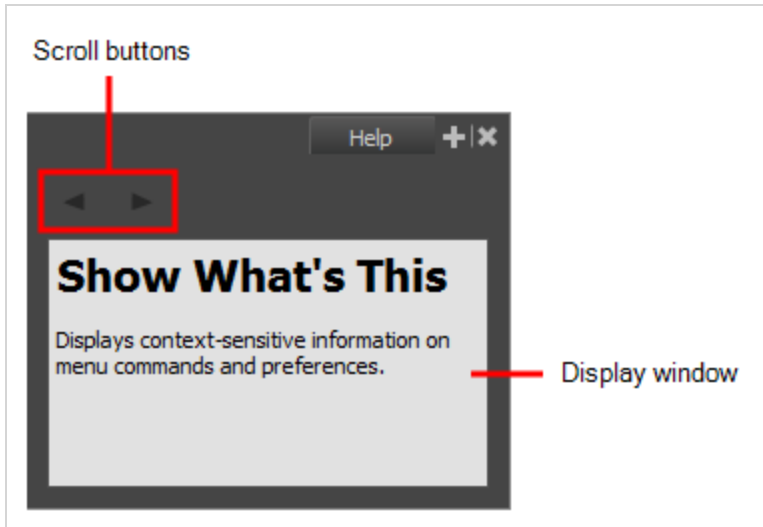 Scroll buttons
Help
Show What's This
Displays context-sensitive information on
menu commands and preferences.
Display window